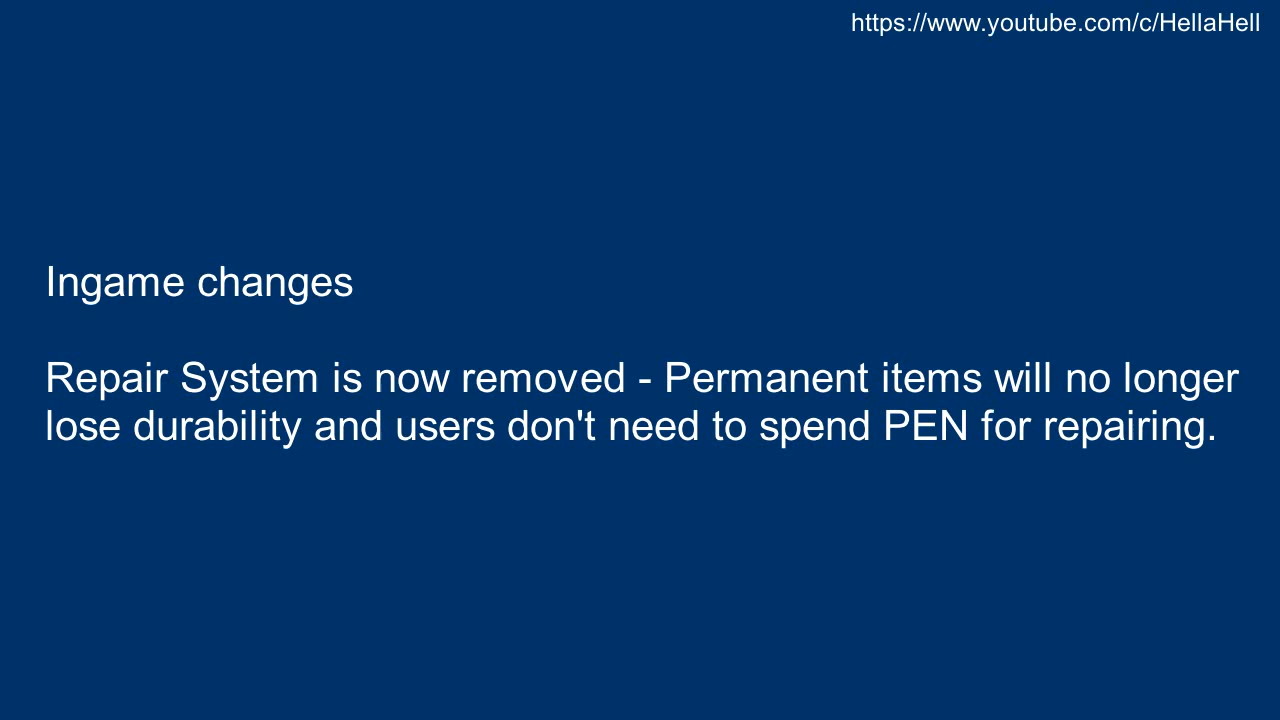 https://www.youtube.com/c/HellaHell
Ingame changes
Repair System is now removed - Permanent items will no longer
lose durability and users don't need to spend PEN for repairing.